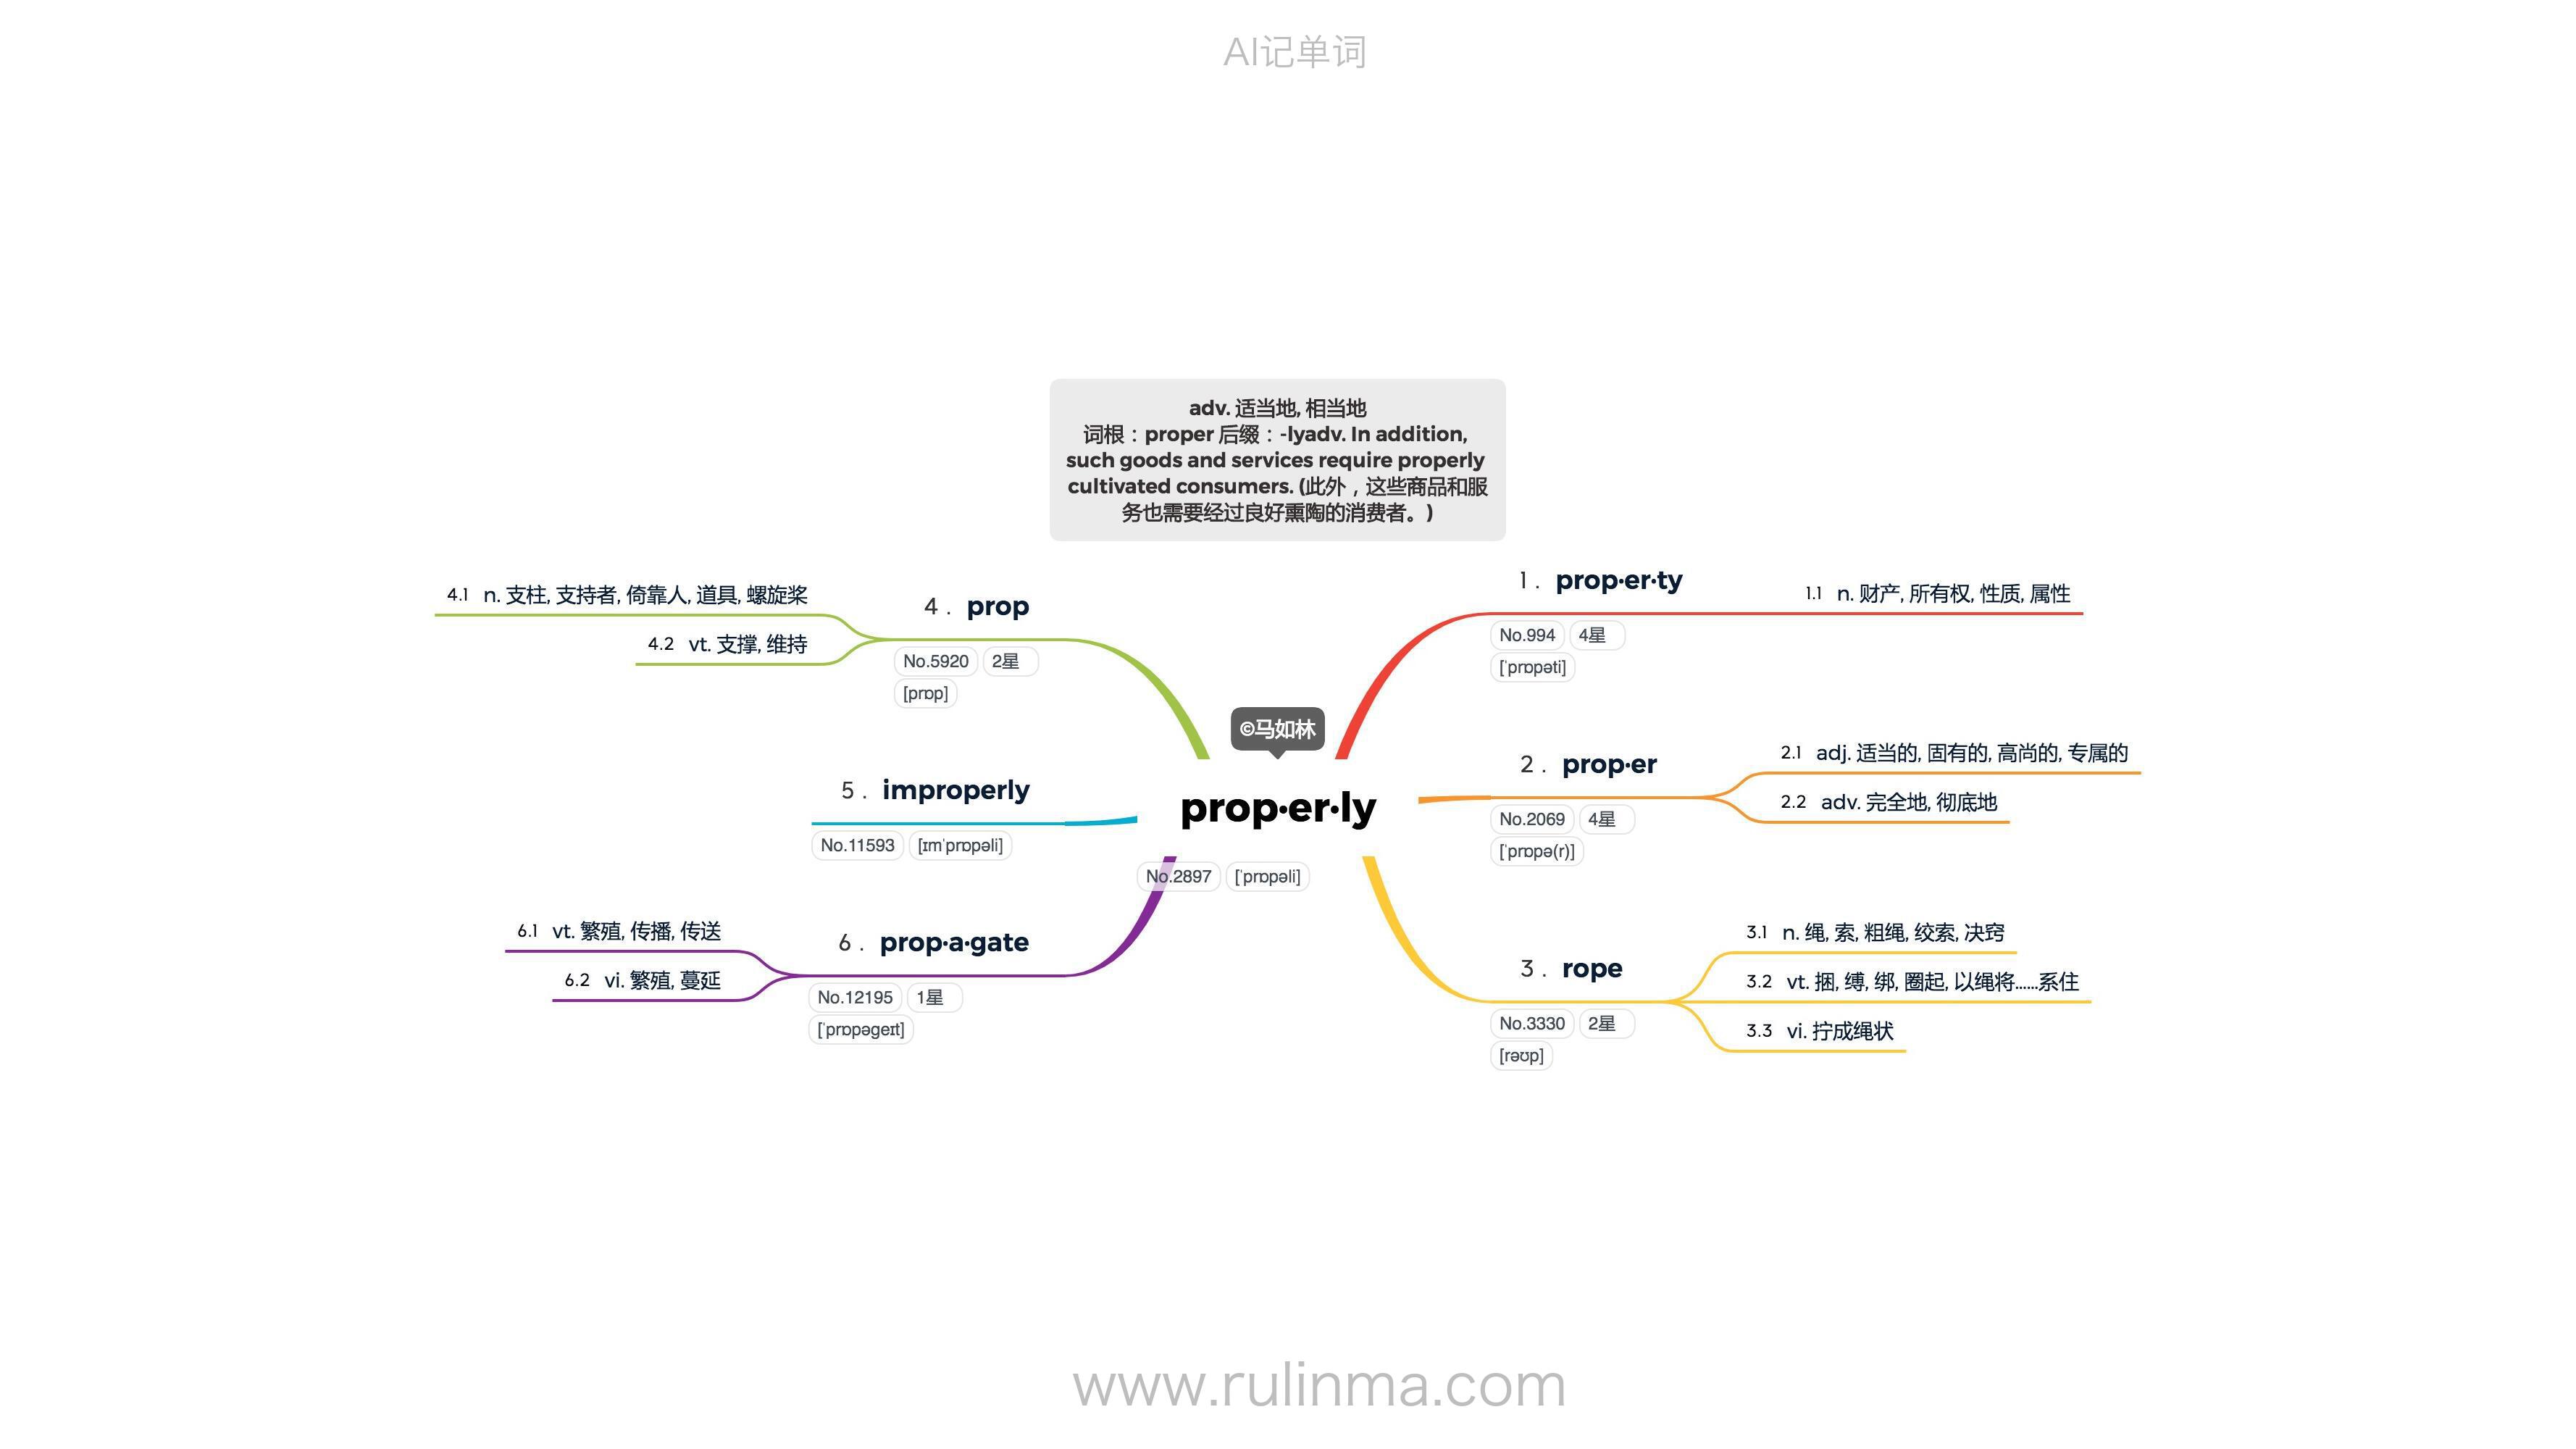 AI记单词
adv. 适当地, 相当地
词根：proper 后缀：-lyadv. In addition,
such goods and services require properly
cultivated consumers. (此外，这些商品和服
务也需要经过良好熏陶的消费者。)
©马如林
prop·er·ly
No.2897 [ˈprɒpəli]
1. prop·er·ty
No.994 4星
[ˈprɒpəti]
1.1 n. 财产, 所有权, 性质, 属性
2. prop·er
No.2069 4星
[ˈprɒpə(r)]
2.1 adj. 适当的, 固有的, 高尚的, 专属的
2.2 adv. 完全地, 彻底地
3. rope
No.3330 2星
[rəʊp]
3.1 n. 绳, 索, 粗绳, 绞索, 决窍
3.2 vt. 捆, 缚, 绑, 圈起, 以绳将......系住
3.3 vi. 拧成绳状
4. prop
No.5920 2星
[prɒp]
4.1 n. 支柱, 支持者, 倚靠人, 道具, 螺旋桨
4.2 vt. 支撑, 维持
5. improperly
No.11593 [ɪmˈprɒpəli]
6. prop·a·gate
No.12195 1星
[ˈprɒpəgeɪt]
6.1 vt. 繁殖, 传播, 传送
6.2 vi. 繁殖, 蔓延
www.rulinma.com